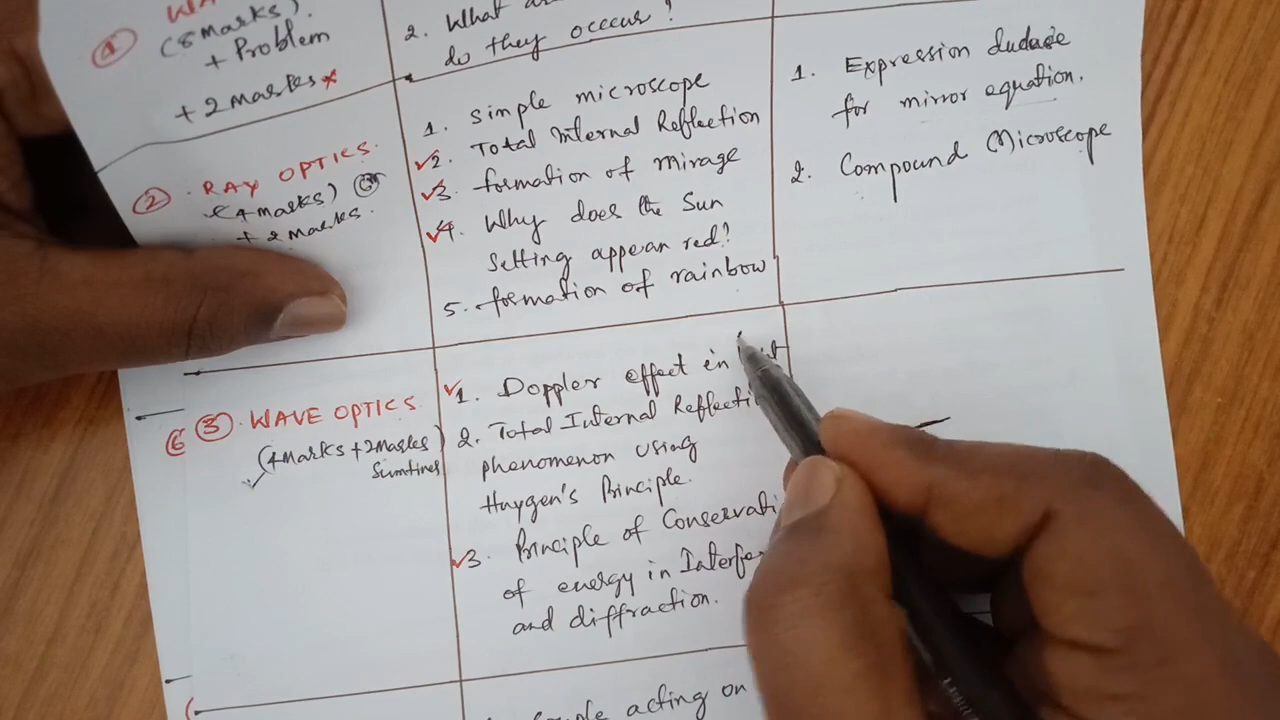 ①
(8 marks)
+ Problem
+ 2 marks *
2. What
do they occur?
② RAY OPTICS.
(4 marks) or
+ 2 marks.
1. Simple microscope
✓2. Total Internal Reflection
✓3. formation of mirage
✓4. Why does the Sun
Setting appear red?
5. formation of rainbow
1. Expression
for mirror equation.
2. Compound Microscope
6 ③. WAVE OPTICS
(4 marks + 2 Marks)
Sumtimes
✓1. Doppler effect in
2. Total Internal Reflecti
phenomenon using
Huygen's Principle.
✓3. Principle of Conservati
of energy in Interfe
and diffraction.
acting on